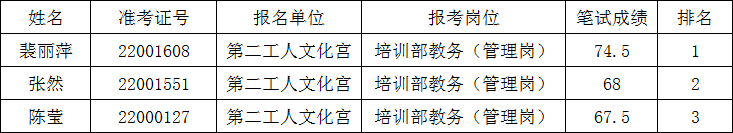 姓名 准考证号 报名单位 报考岗位 笔试成绩 排名
裴丽萍 22001608 第二工人文化宫 培训部教务（管理岗） 74.5 1
张然 22001551 第二工人文化宫 培训部教务（管理岗） 68 2
陈莹 22000127 第二工人文化宫 培训部教务（管理岗） 67.5 3